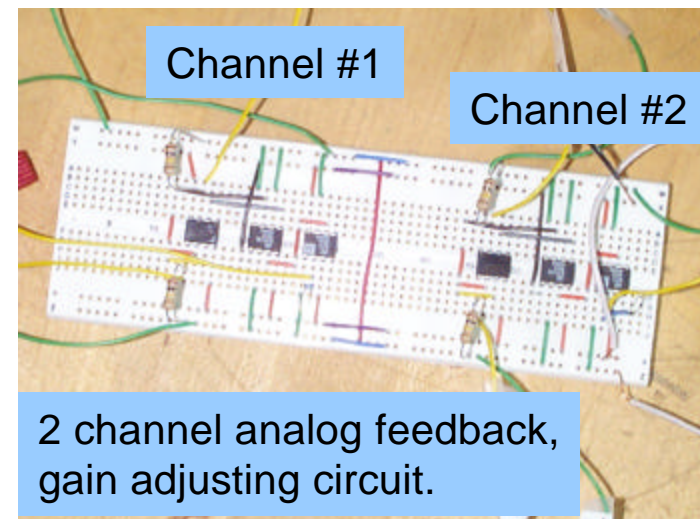 Channel #1
Channel #2
2 channel analog feedback,
gain adjusting circuit.